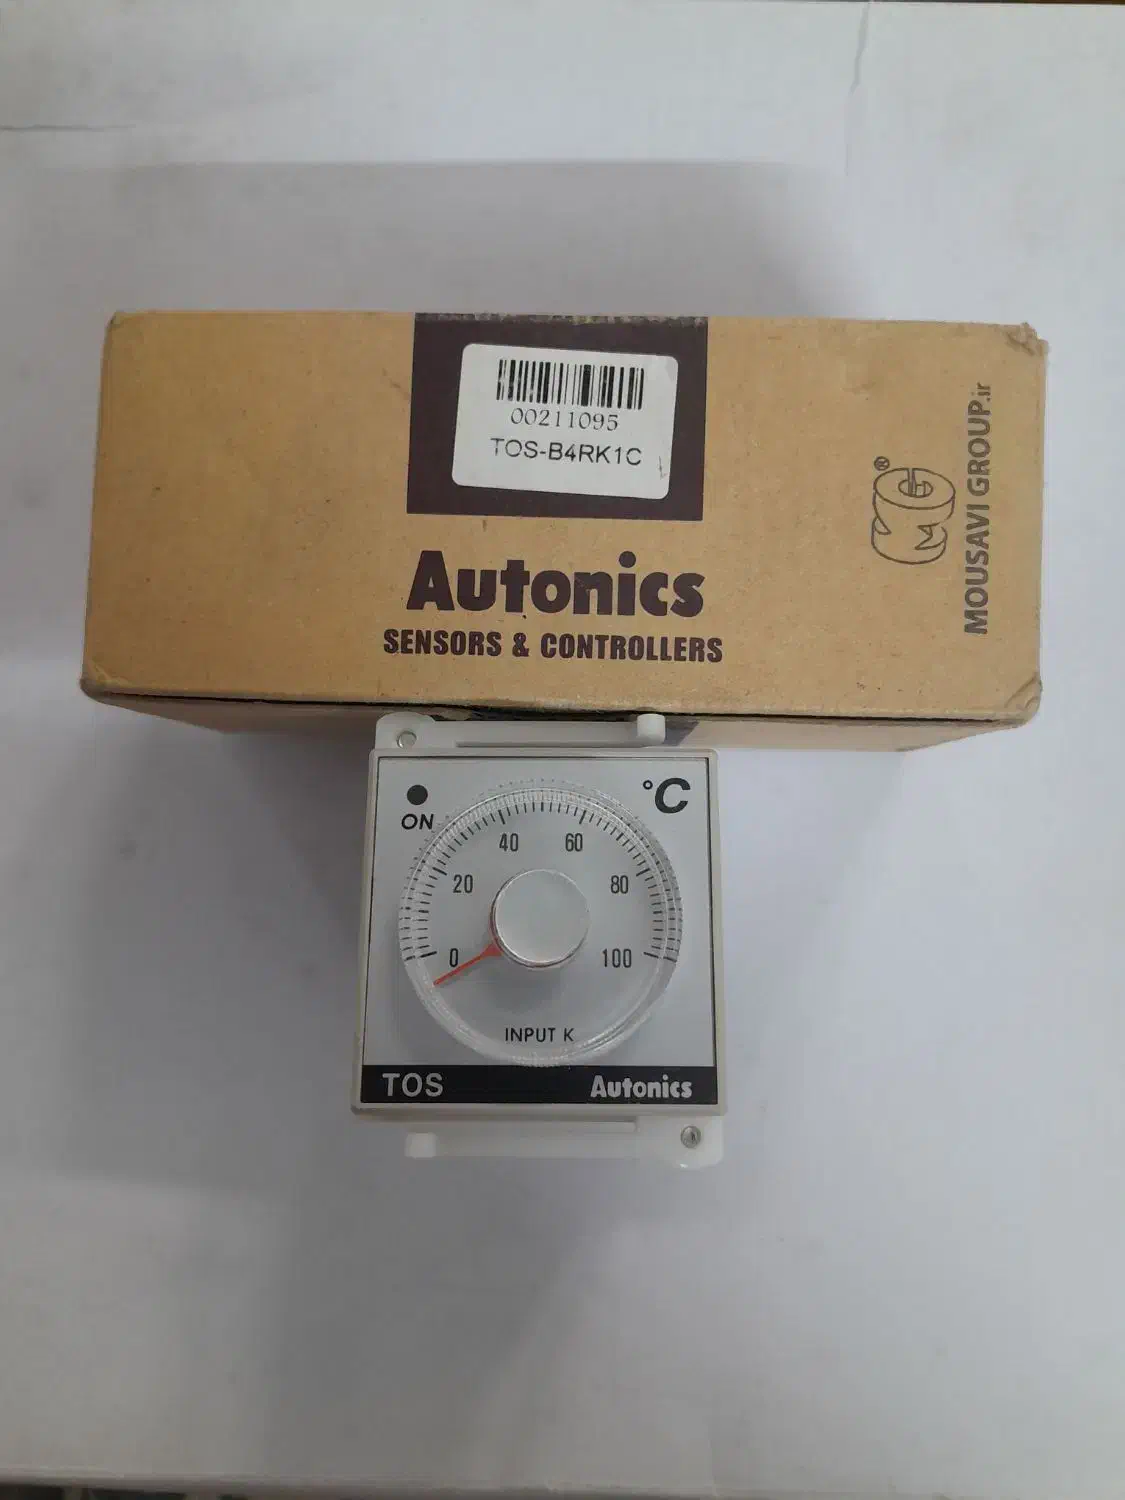 00211095
TOS-B4RK1C
Autonics
SENSORS & CONTROLLERS
MG®
MOUSAVI GROUP.ir
ON
°C
0
20
40
60
80
100
INPUT K
TOS
Autonics